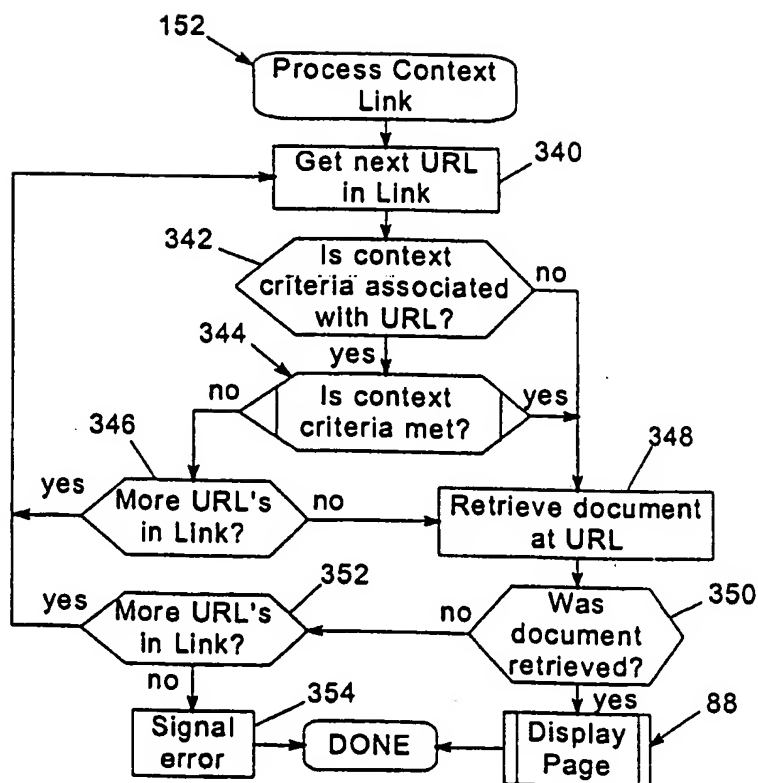 152
Process Context
Link
Get next URL
in Link
340
342
Is context
criteria associated
with URL?
no
yes
344
no
Is context
criteria met?
yes
346
348
yes
More URL's
in Link?
no
Retrieve document
at URL
352
yes
More URL's
in Link?
no
Was
document
retrieved?
350
no
354
yes
88
Signal
error
DONE
Display
Page